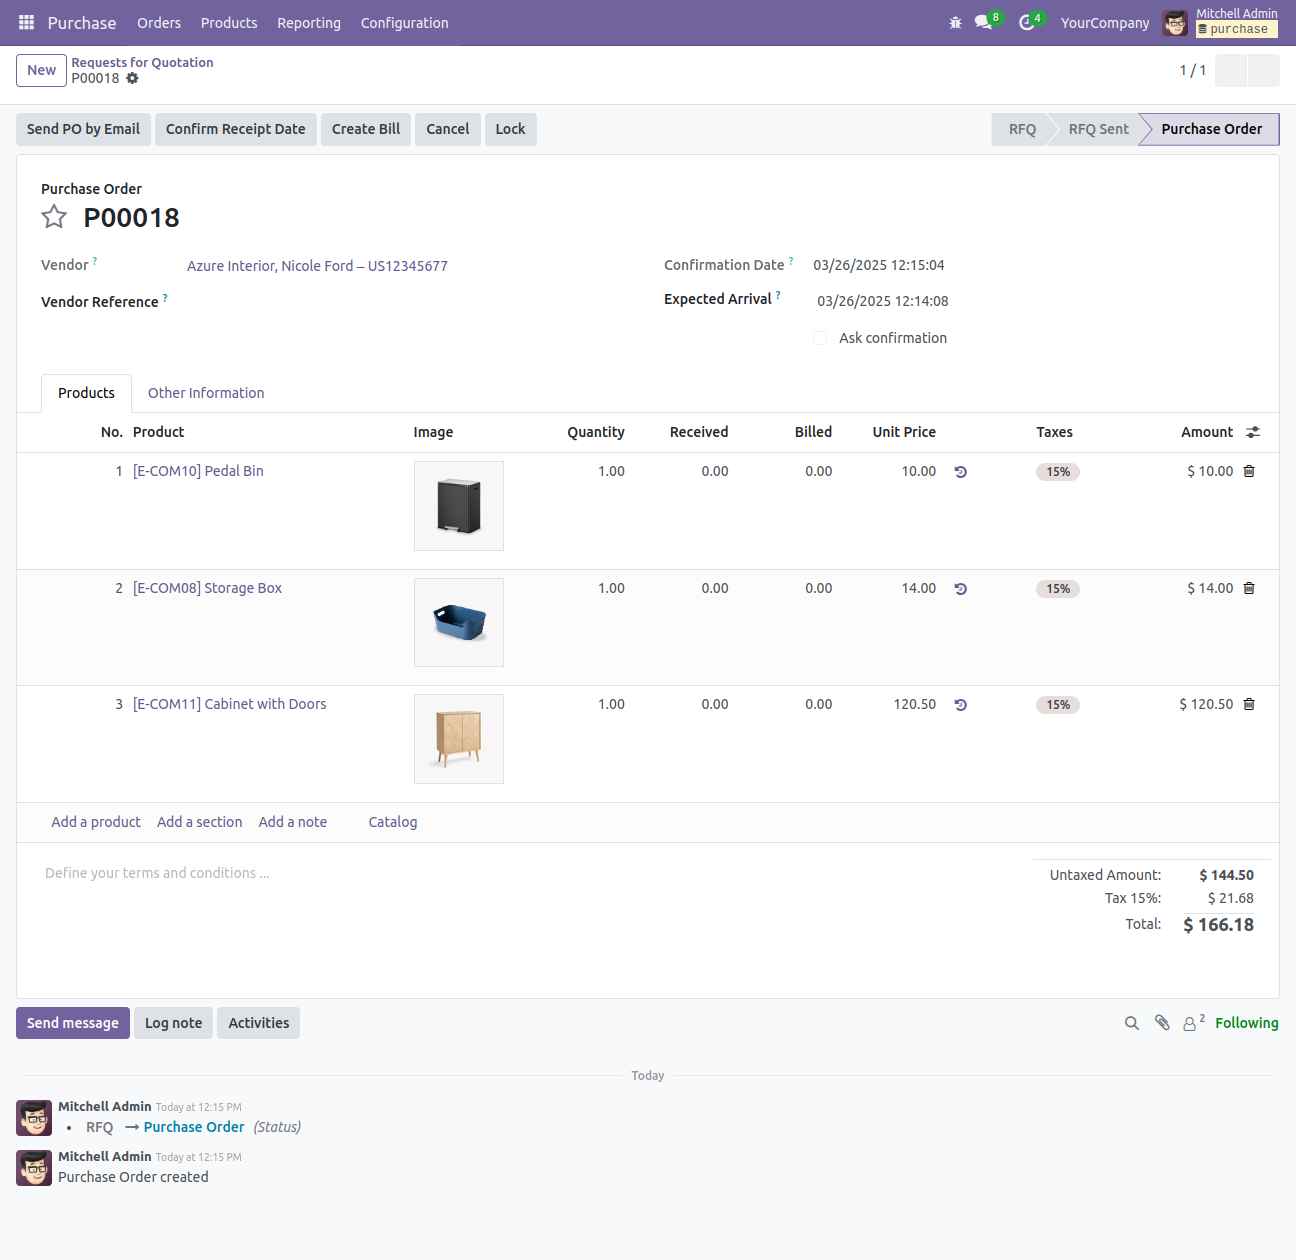 Purchase Orders Products Reporting Configuration 8 4 YourCompany Mitchell Admin
purchase
New Requests for Quotation
P00018
1 / 1
Send PO by Email Confirm Receipt Date Create Bill Cancel Lock RFQ RFQ Sent Purchase Order
Purchase Order
P00018
Vendor ? Azure Interior, Nicole Ford – US12345677 Confirmation Date ? 03/26/2025 12:15:04
Vendor Reference ? Expected Arrival ? 03/26/2025 12:14:08
Ask confirmation
Products Other Information
No. Product Image Quantity Received Billed Unit Price Taxes Amount
1 [E-COM10] Pedal Bin 1.00 0.00 0.00 10.00 15% $ 10.00
2 [E-COM08] Storage Box 1.00 0.00 0.00 14.00 15% $ 14.00
3 [E-COM11] Cabinet with Doors 1.00 0.00 0.00 120.50 15% $ 120.50
Add a product Add a section Add a note Catalog
Define your terms and conditions ...
Untaxed Amount: $ 144.50
Tax 15%: $ 21.68
Total: $ 166.18
Send message Log note Activities 2 Following
Today
Mitchell Admin Today at 12:15 PM
• RFQ → Purchase Order (Status)
Mitchell Admin Today at 12:15 PM
Purchase Order created